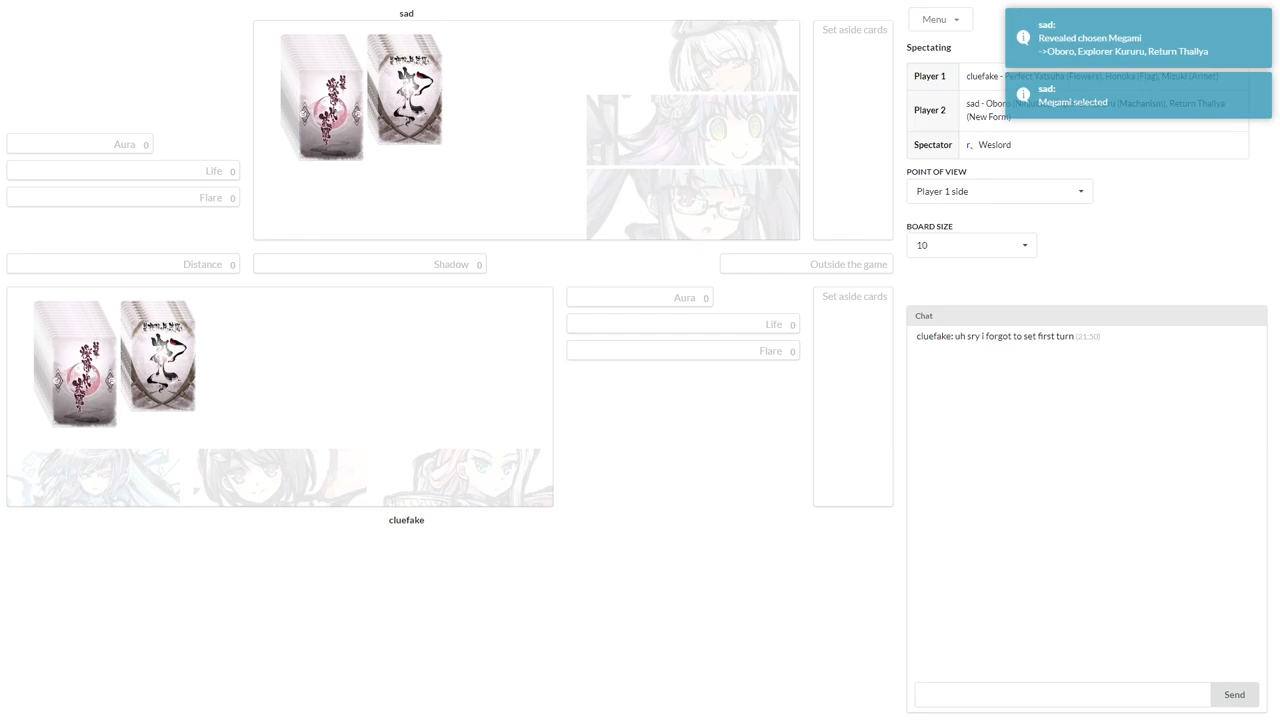 sad
Set aside cards
Menu
sad:
Revealed chosen Megami
->Oboro, Explorer Kururu, Return Thallya
sad:
Megami selected
Spectating
Player 1
cluefake - Perfect Yatsuha (Flowers), Honoka (Flag), Mizuki (Armet)
Player 2
sad - Oboro
(Machanism), Return Thallya
(New Form)
Spectator
r、Weslord
Aura 0
Life 0
Flare 0
POINT OF VIEW
Player 1 side
BOARD SIZE
10
Distance 0
Shadow 0
Outside the game
Aura 0
Life 0
Flare 0
Set aside cards
Chat
cluefake: uh sry i forgot to set first turn (21:50)
cluefake
Send